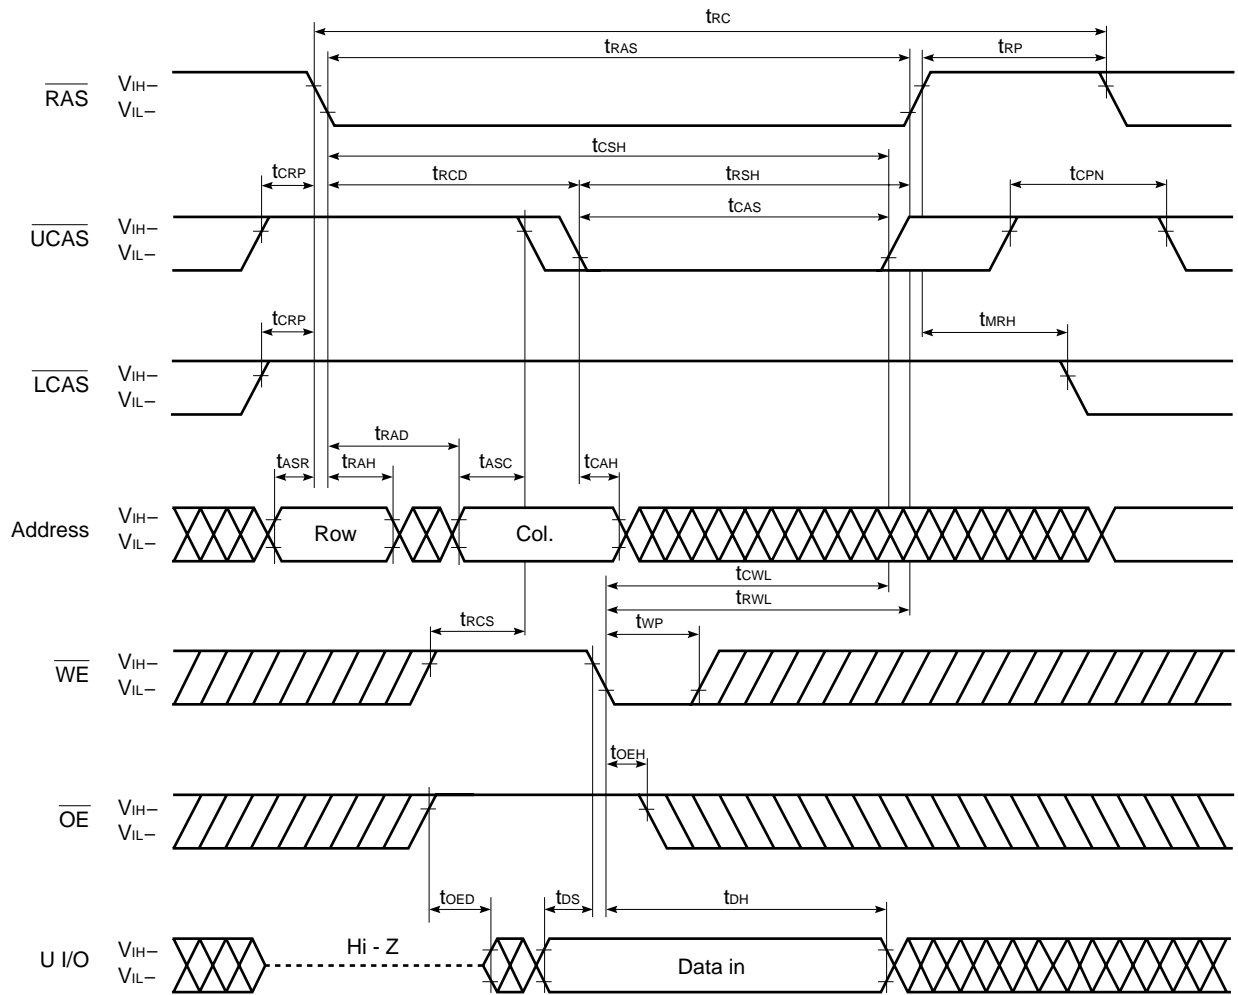 tRC
tRAS
tRP
RAS
VIH–
VIL–
tCSH
tCRP
tRCD
tRSH
tCPN
tCAS
UCAS
VIH–
VIL–
tCRP
tMRH
LCAS
VIH–
VIL–
tRAD
tASR
tRAH
tASC
tCAH
Address
VIH–
VIL–
Row
Col.
tCWL
tRWL
tRCS
tWP
WE
VIH–
VIL–
tOEH
OE
VIH–
VIL–
tOED
tDS
tDH
U I/O
VIH–
VIL–
Hi - Z
Data in